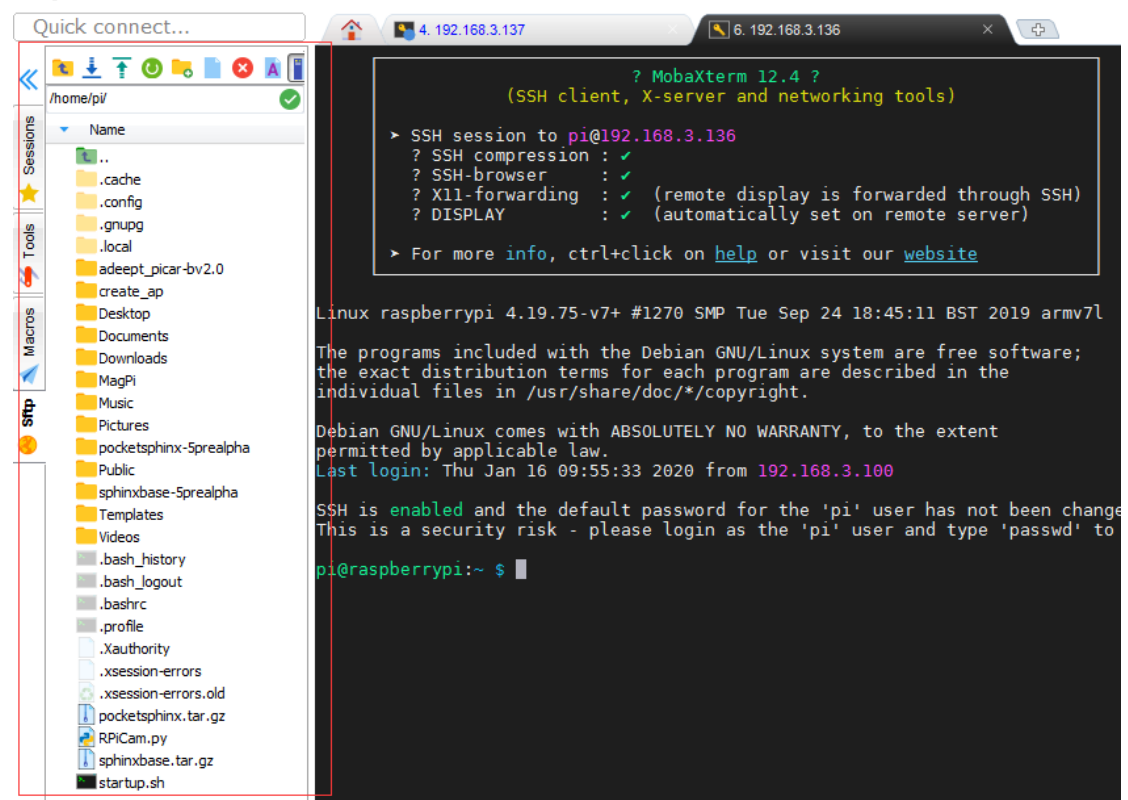 Quick connect...
4. 192.168.3.137
6. 192.168.3.136
/home/pi/
Name
..
.cache
.config
.gnupg
.local
adeept_picar-bv2.0
create_ap
Desktop
Documents
Downloads
MagPi
Music
Pictures
pocketsphinx-5prealpha
Public
sphinxbase-5prealpha
Templates
Videos
.bash_history
.bash_logout
.bashrc
.profile
.Xauthority
.xsession-errors
.xsession-errors.old
pocketsphinx.tar.gz
RPiCam.py
sphinxbase.tar.gz
startup.sh
Sessions
Tools
Macros
Sftp
? MobaXterm 12.4 ?
(SSH client, X-server and networking tools)
➤ SSH session to pi@192.168.3.136
? SSH compression : ✔
? SSH-browser : ✔
? X11-forwarding : ✔ (remote display is forwarded through SSH)
? DISPLAY : ✔ (automatically set on remote server)
➤ For more info, ctrl+click on help or visit our website
Linux raspberrypi 4.19.75-v7+ #1270 SMP Tue Sep 24 18:45:11 BST 2019 armv7l
The programs included with the Debian GNU/Linux system are free software;
the exact distribution terms for each program are described in the
individual files in /usr/share/doc/*/copyright.
Debian GNU/Linux comes with ABSOLUTELY NO WARRANTY, to the extent
permitted by applicable law.
Last login: Thu Jan 16 09:55:33 2020 from 192.168.3.100
SSH is enabled and the default password for the 'pi' user has not been change
This is a security risk - please login as the 'pi' user and type 'passwd' to
pi@raspberrypi:~ $